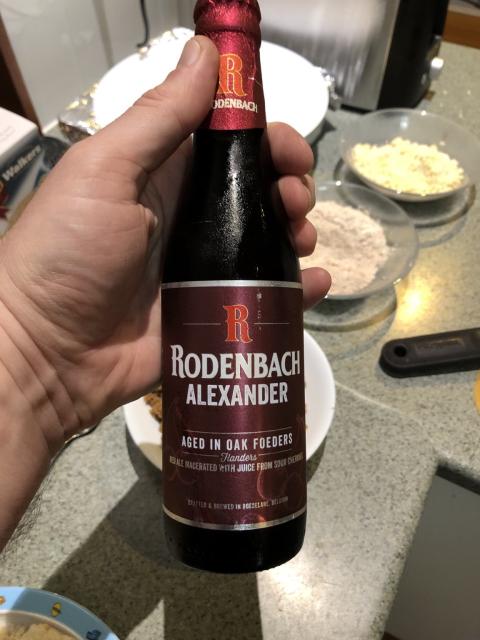 R
RODENBACH
Walkers
R
RODENBACH
ALEXANDER
AGED IN OAK FOEDERS
Flanders
RED ALE MACERATED WITH JUICE FROM SOUR CHERRIES
CRAFTED & BREWED IN ROESELARE, BELGIUM